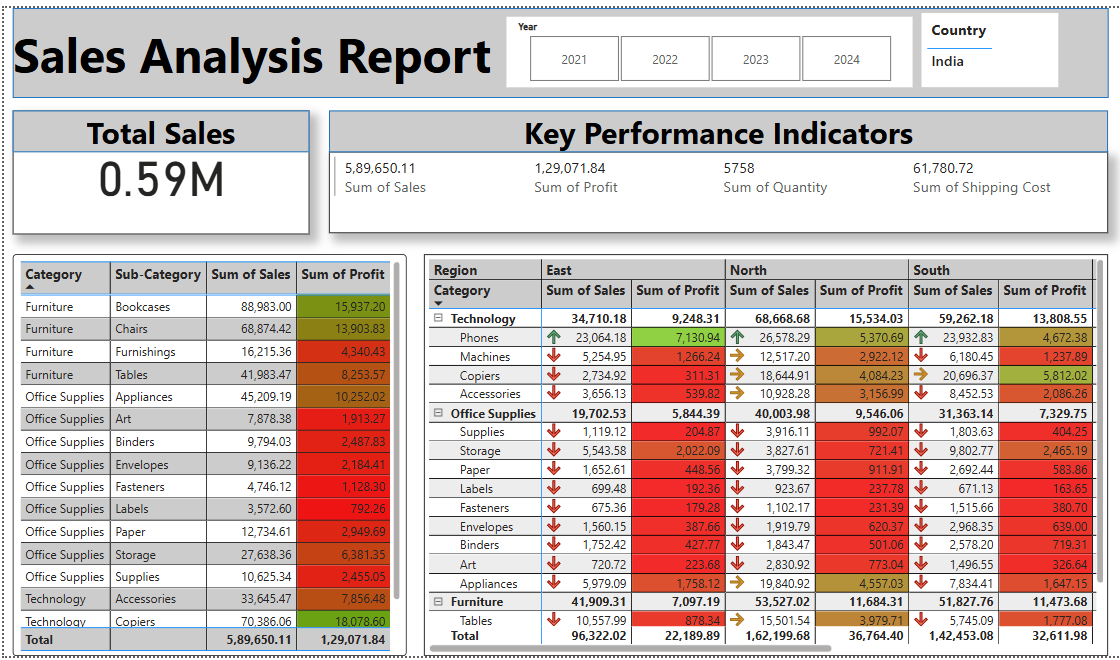 Sales Analysis Report
Year
2021 2022 2023 2024
Country
India
Total Sales
0.59M
Key Performance Indicators
5,89,650.11 1,29,071.84 5758 61,780.72
Sum of Sales Sum of Profit Sum of Quantity Sum of Shipping Cost
Category Sub-Category Sum of Sales Sum of Profit
Furniture Bookcases 88,983.00 15,937.20
Furniture Chairs 68,874.42 13,903.83
Furniture Furnishings 16,215.36 4,340.43
Furniture Tables 41,983.47 8,253.57
Office Supplies Appliances 45,209.19 10,252.02
Office Supplies Art 7,878.38 1,913.27
Office Supplies Binders 9,794.03 2,487.83
Office Supplies Envelopes 9,136.22 2,184.41
Office Supplies Fasteners 4,746.12 1,128.30
Office Supplies Labels 3,572.60 792.26
Office Supplies Paper 12,734.61 2,949.69
Office Supplies Storage 27,638.36 6,381.35
Office Supplies Supplies 10,625.34 2,455.05
Technology Accessories 33,645.47 7,856.48
Technology Copiers 70,386.06 18,078.60
Total 5,89,650.11 1,29,071.84
Region East North South
Category Sum of Sales Sum of Profit Sum of Sales Sum of Profit Sum of Sales Sum of Profit
Technology 34,710.18 9,248.31 68,668.68 15,534.03 59,262.18 13,808.55
Phones 23,064.18 7,130.94 26,578.29 5,370.69 23,932.83 4,672.38
Machines 5,254.95 1,266.24 12,517.20 2,922.12 6,180.45 1,237.89
Copiers 2,734.92 311.31 18,644.91 4,084.23 20,696.37 5,812.02
Accessories 3,656.13 539.82 10,928.28 3,156.99 8,452.53 2,086.26
Office Supplies 19,702.53 5,844.39 40,003.98 9,546.06 31,363.14 7,329.75
Supplies 1,119.12 204.87 3,916.11 992.07 1,803.63 404.25
Storage 5,543.58 2,022.09 3,827.61 721.41 9,802.77 2,465.19
Paper 1,652.61 448.56 3,799.32 911.91 2,692.44 583.86
Labels 699.48 192.36 923.67 237.78 671.13 163.65
Fasteners 675.36 179.28 1,102.17 231.39 1,515.66 380.70
Envelopes 1,560.15 387.66 1,919.79 620.37 2,968.35 639.00
Binders 1,752.42 427.77 1,843.47 501.06 2,578.20 719.31
Art 720.72 223.68 2,830.92 773.04 1,496.55 326.64
Appliances 5,979.09 1,758.12 19,840.92 4,557.03 7,834.41 1,647.15
Furniture 41,909.31 7,097.19 53,527.02 11,684.31 51,827.76 11,473.68
Tables 10,557.99 878.34 15,501.54 3,979.71 5,745.09 1,777.08
Total 96,322.02 22,189.89 1,62,199.68 36,764.40 1,42,453.08 32,611.98